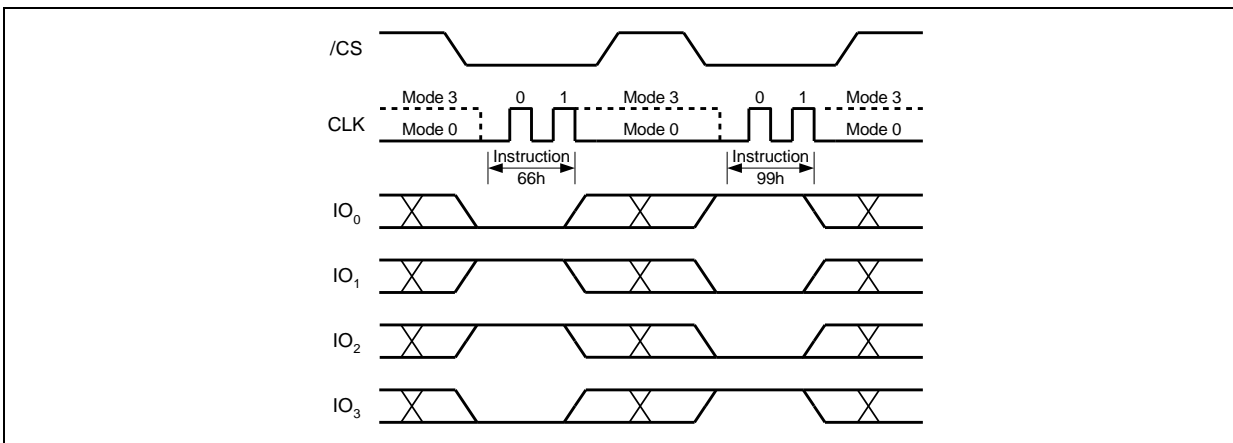 /CS
Mode 3 0 1 Mode 3 0 1 Mode 3
CLK
Mode 0 Mode 0 Mode 0
Instruction Instruction
66h 99h
IO0
IO1
IO2
IO3